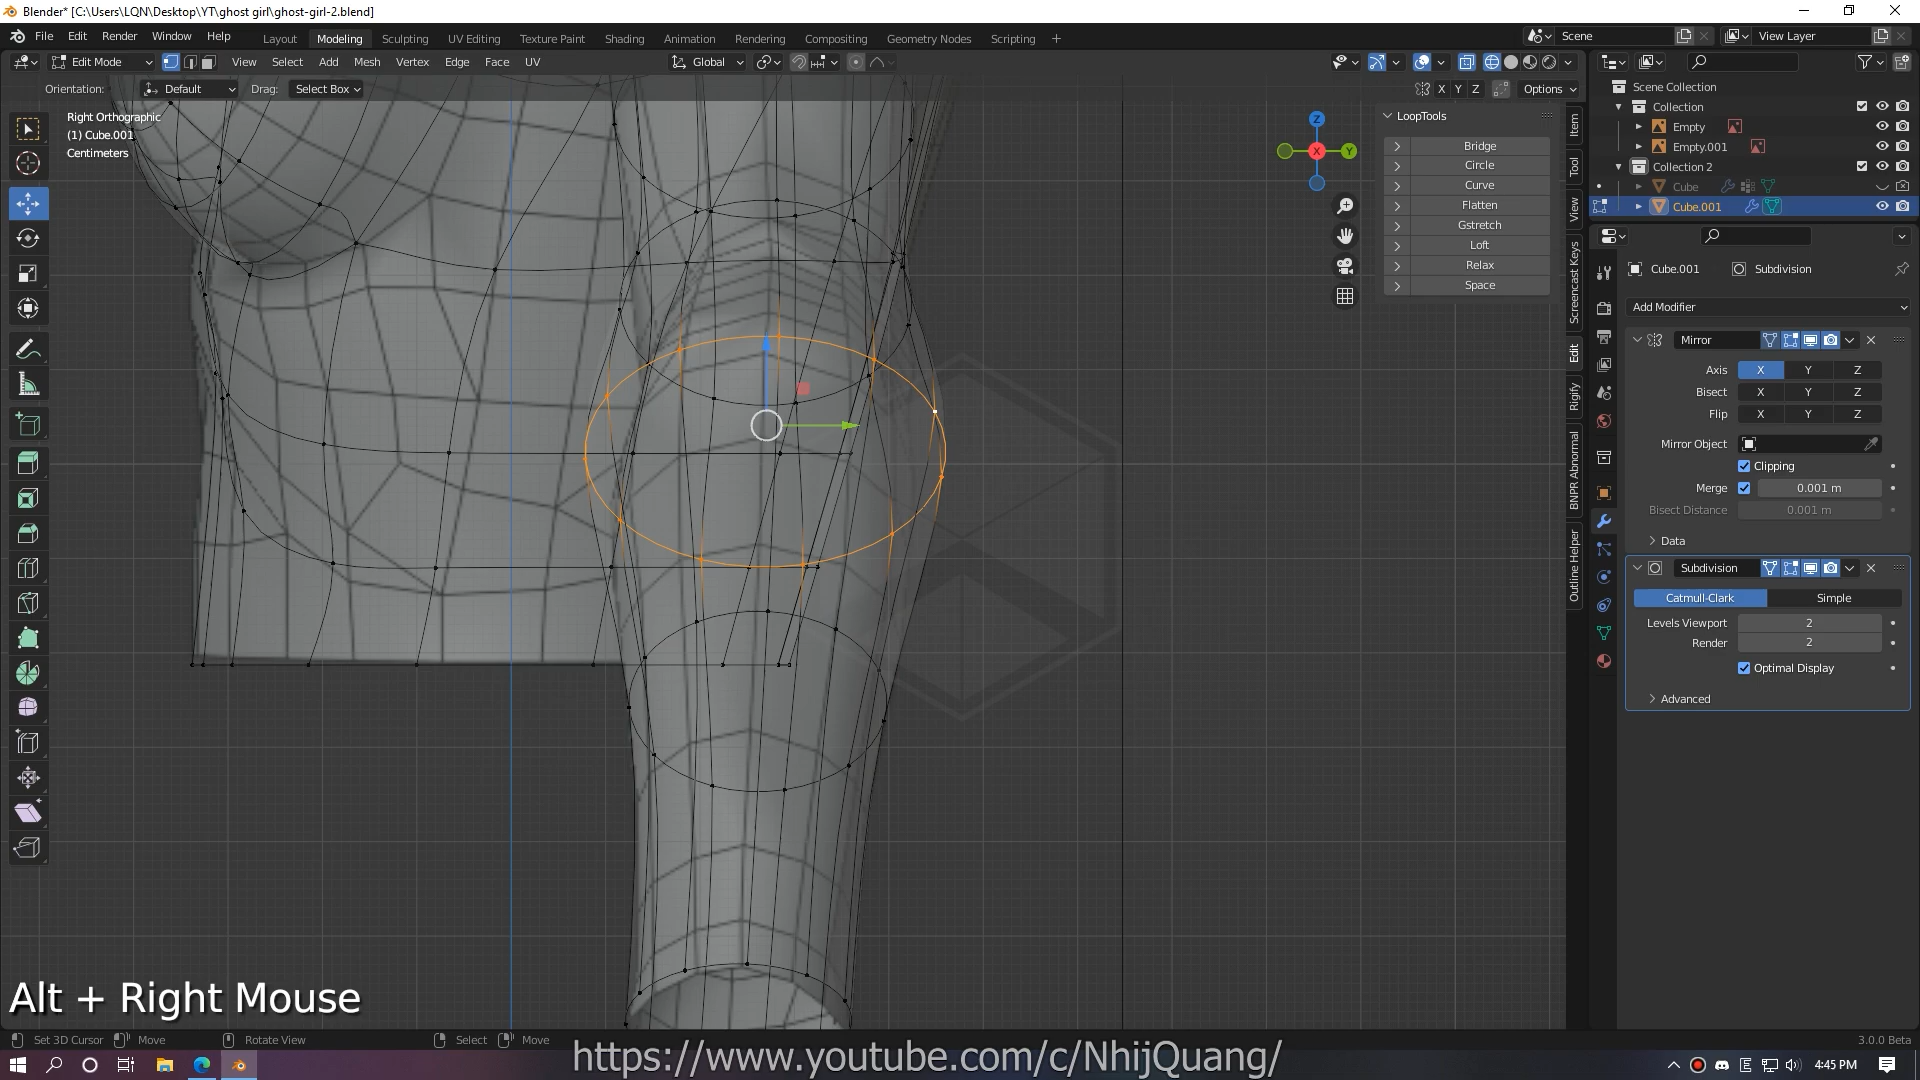 Blender* [C:\Users\LQN\Desktop\YT\ghost girl\ghost-girl-2.blend]
File Edit Render Window Help Layout Modeling Sculpting UV Editing Texture Paint Shading Animation Rendering Compositing Geometry Nodes Scripting + Scene View Layer
Edit Mode View Select Add Mesh Vertex Edge Face UV Global
Orientation: Default Drag: Select Box X Y Z Options
Right Orthographic
(1) Cube.001
Centimeters
Z
X
Y
LoopTools
Bridge
Circle
Curve
Flatten
Gstretch
Loft
Relax
Space
Item
Tool
View
Screencast Keys
Edit
Rigify
BNPR Abnormal
Outline Helper
Scene Collection
Collection
Empty
Empty.001
Collection 2
Cube
Cube.001
Cube.001 Subdivision
Add Modifier
Mirror
Axis X Y Z
Bisect X Y Z
Flip X Y Z
Mirror Object
Clipping
Merge 0.001 m
Bisect Distance 0.001 m
Data
Subdivision
Catmull-Clark Simple
Levels Viewport 2
Render 2
Optimal Display
Advanced
Alt + Right Mouse
Set 3D Cursor Move Rotate View Select Move 3.0.0 Beta
https://www.youtube.com/c/NhijQuang/
4:45 PM